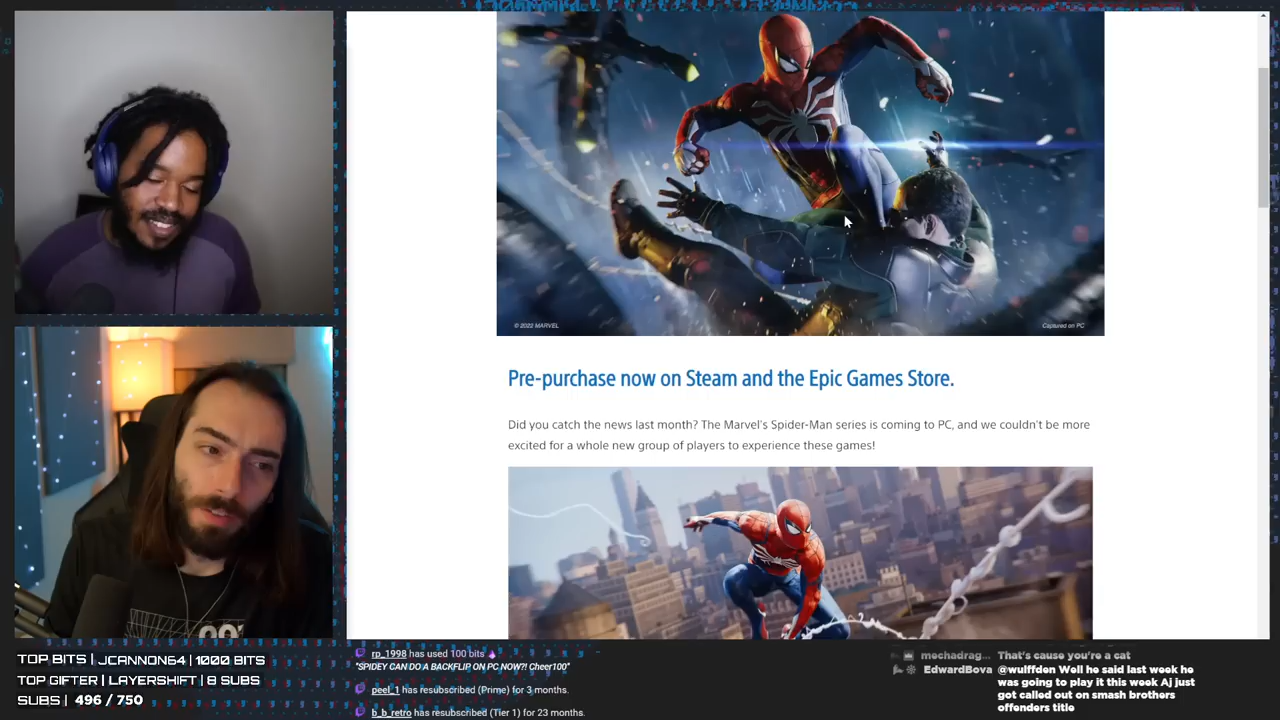 © 2022 MARVEL
Captured on PC
Pre-purchase now on Steam and the Epic Games Store.
Did you catch the news last month? The Marvel's Spider-Man series is coming to PC, and we couldn't be more
excited for a whole new group of players to experience these games!
TOP BITS | JCANNON64 | 1000 BITS
TOP GIFTER | LAYERSHIFT | 8 SUBS
SUBS | 496 / 750
rp_1998 has used 100 bits
"SPIDEY CAN DO A BACKFLIP ON PC NOW?! Cheer100"
peel_1 has resubscribed (Prime) for 3 months.
b_b_retro has resubscribed (Tier 1) for 23 months.
mechadrag... That's cause you're a cat
EdwardBova @wulffden Well he said last week he
was going to play it this week Aj just
got called out on smash brothers
offenders title